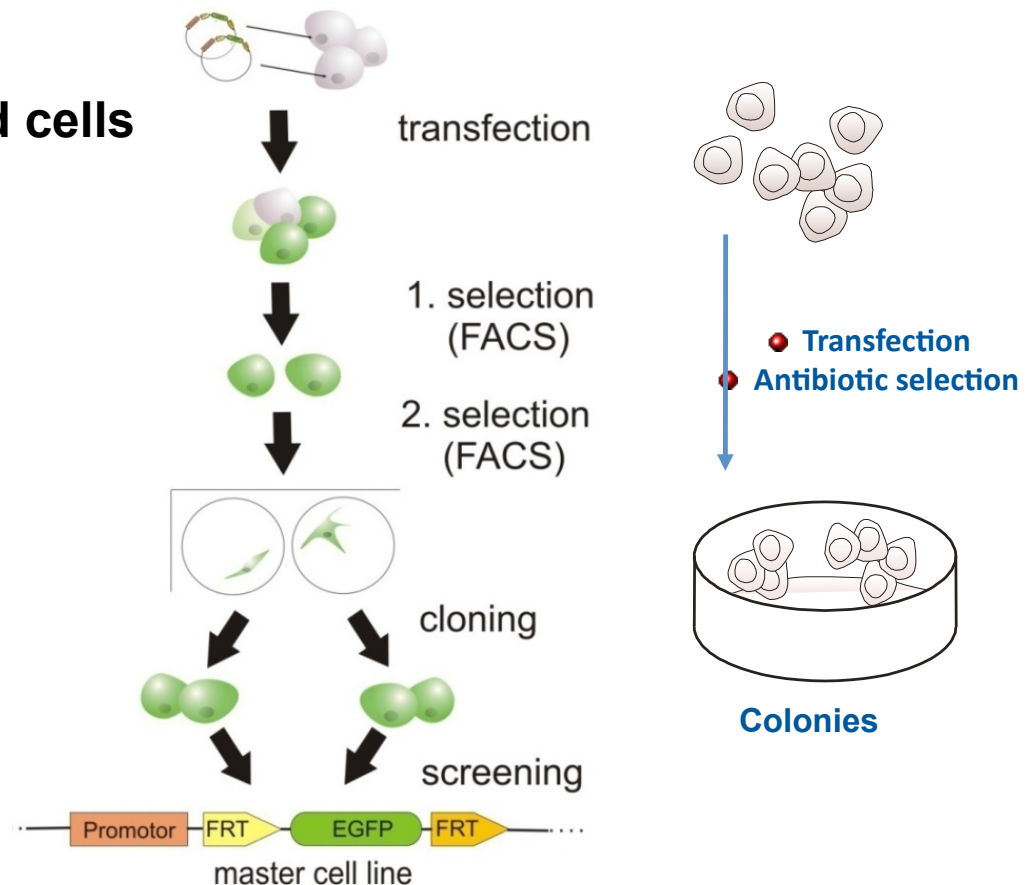 d cells
transfection
1. selection
(FACS)
2. selection
(FACS)
cloning
screening
Promotor FRT EGFP FRT
master cell line
Transfection
Antibiotic selection
Colonies